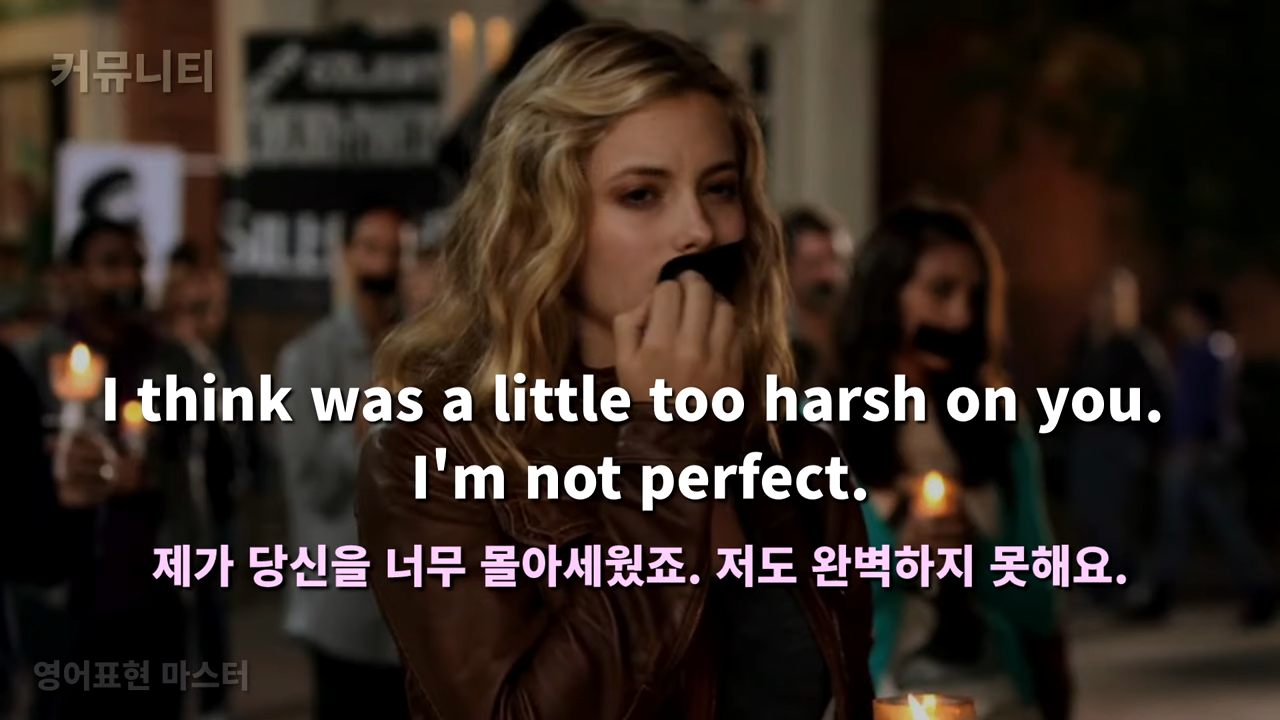 커뮤니티
I think was a little too harsh on you.
I'm not perfect.
제가 당신을 너무 몰아세웠죠. 저도 완벽하지 못해요.
영어표현 마스터